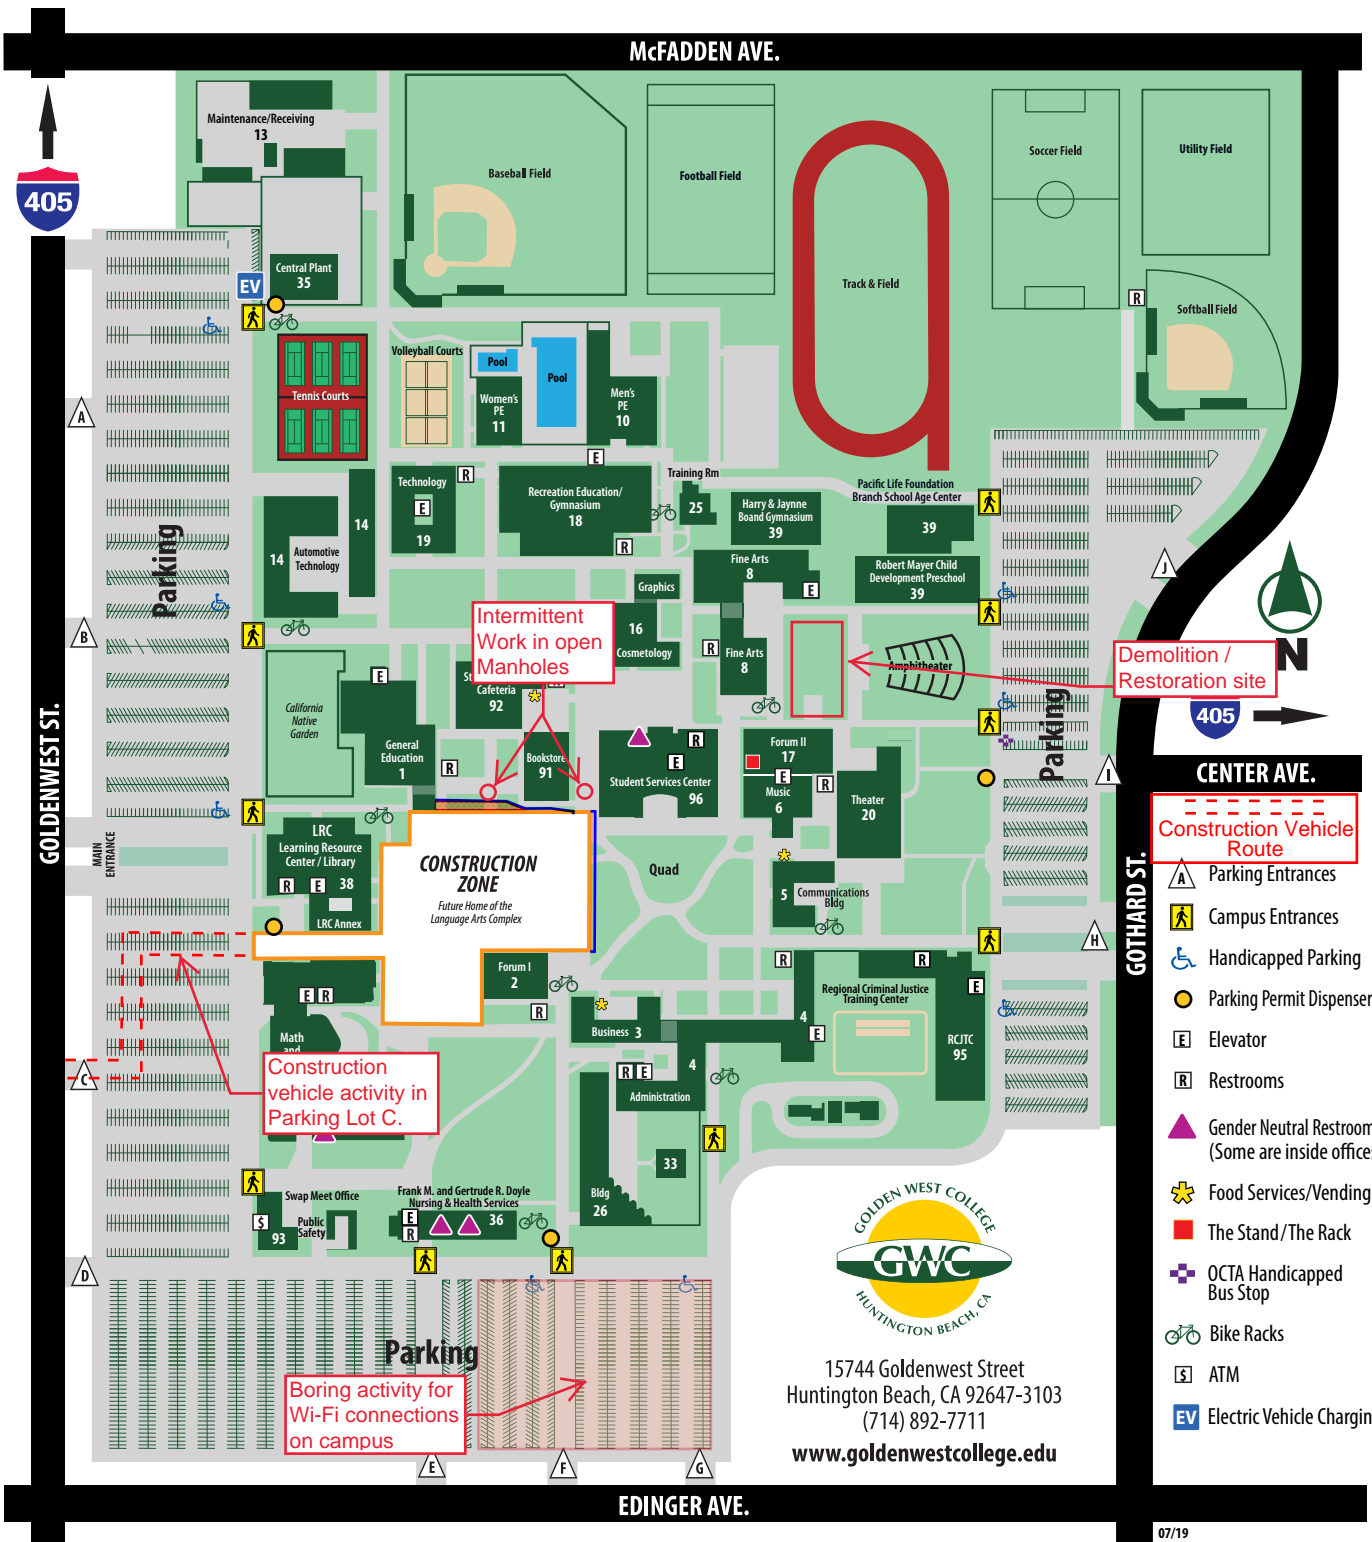 McFADDEN AVE.
405
Maintenance/Receiving
13
Baseball Field
Football Field
Track & Field
Soccer Field
Utility Field
Softball Field
R
Central Plant
35
EV
Tennis Courts
Volleyball Courts
Pool
Pool
Women's
PE
11
Men's
PE
10
A
Parking
Technology
E
19
R
E
Recreation Education/
Gymnasium
18
R
Training Rm
25
Harry & Jaynne
Board Gymnasium
39
Pacific Life Foundation
Branch School Age Center
39
Robert Mayer Child
Development Preschool
39
14
14
Automotive
Technology
Fine Arts
8
E
Graphics
16
Cosmetology
R
Fine Arts
8
J
N
B
Intermittent
Work in open
Manholes
Demolition /
Restoration site
Amphitheater
405
Parking
California
Native
Garden
E
Cafeteria
92
General
Education
1
R
Bookstore
91
R
E
Student Services Center
96
Forum II
17
E
R
Music
6
Theater
20
I
CENTER AVE.
GOLDENWEST ST.
MAIN
ENTRANCE
LRC
Learning Resource
Center / Library
R
E
38
LRC Annex
CONSTRUCTION
ZONE
Future Home of the
Language Arts Complex
Quad
5
Communications
Bldg
H
GOTHARD ST.
Forum I
2
R
E
R
Math
and
Business 3
R
4
E
Regional Criminal Justice
Training Center
R
E
RCJTC
95
R
E
4
Administration
C
Construction
vehicle activity in
Parking Lot C.
33
Bldg
26
Swap Meet Office
$
93
Public
Safety
Frank M. and Gertrude R. Doyle
Nursing & Health Services
E
R
36
D
Parking
Boring activity for
Wi-Fi connections
on campus
E
F
G
EDINGER AVE.
GOLDEN WEST COLLEGE
GWC
HUNTINGTON BEACH, CA
15744 Goldenwest Street
Huntington Beach, CA 92647-3103
(714) 892-7711
www.goldenwestcollege.edu
Construction Vehicle
Route
A Parking Entrances
Campus Entrances
Handicapped Parking
Parking Permit Dispenser
E Elevator
R Restrooms
Gender Neutral Restroom
(Some are inside office
Food Services/Vending
The Stand/The Rack
OCTA Handicapped
Bus Stop
Bike Racks
$ ATM
EV Electric Vehicle Chargin
07/19